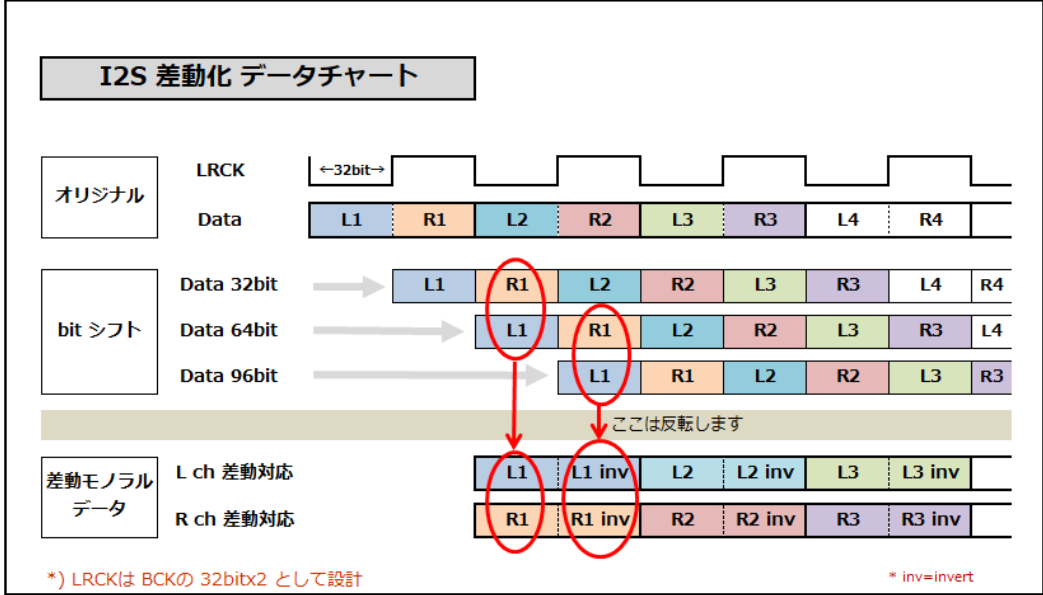 I2S 差動化 データチャート
オリジナル
LRCK
←32bit→
Data
L1 R1 L2 R2 L3 R3 L4 R4
bit シフト
Data 32bit
L1 R1 L2 R2 L3 R3 L4 R4
Data 64bit
L1 R1 L2 R2 L3 R3 L4
Data 96bit
L1 R1 L2 R2 L3 R3
ここは反転します
差動モノラル
データ
L ch 差動対応
L1 L1 inv L2 L2 inv L3 L3 inv
R ch 差動対応
R1 R1 inv R2 R2 inv R3 R3 inv
*) LRCKは BCKの 32bitx2 として設計
* inv=invert